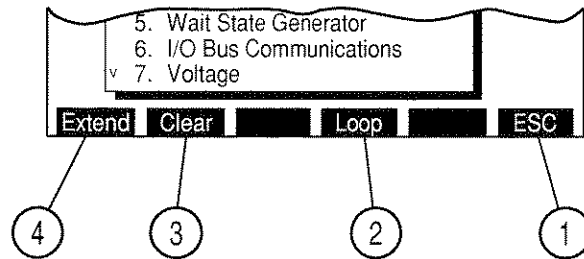 5. Wait State Generator
6. I/O Bus Communications
v 7. Voltage
Extend Clear Loop ESC
4 3 2 1